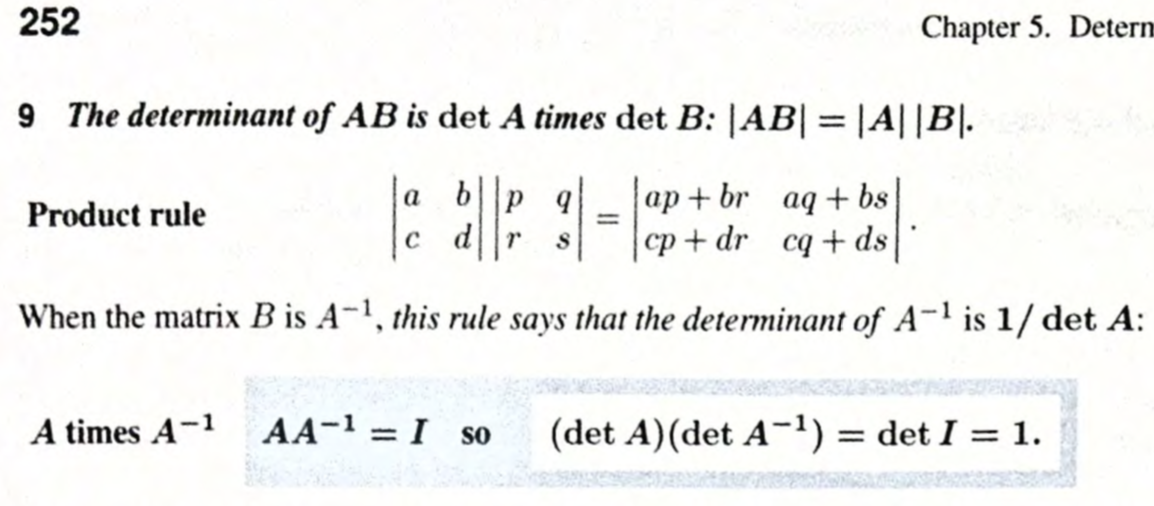 252 Chapter 5. Determ
9 The determinant of AB is det A times det B: |AB| = |A| |B|.
Product rule |a b| |p q| = |ap + br aq + bs| .
|c d| |r s| |cp + dr cq + ds|
When the matrix B is A⁻¹, this rule says that the determinant of A⁻¹ is 1/ det A:
A times A⁻¹ AA⁻¹ = I so (det A)(det A⁻¹) = det I = 1.